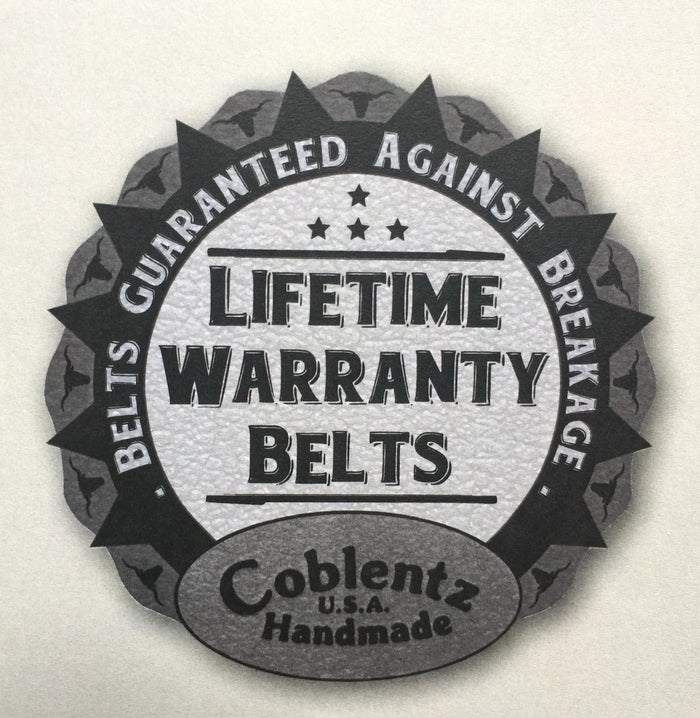 · Belts Guaranteed Against Breakage ·
Lifetime
Warranty
Belts
Coblentz
U.S.A.
Handmade